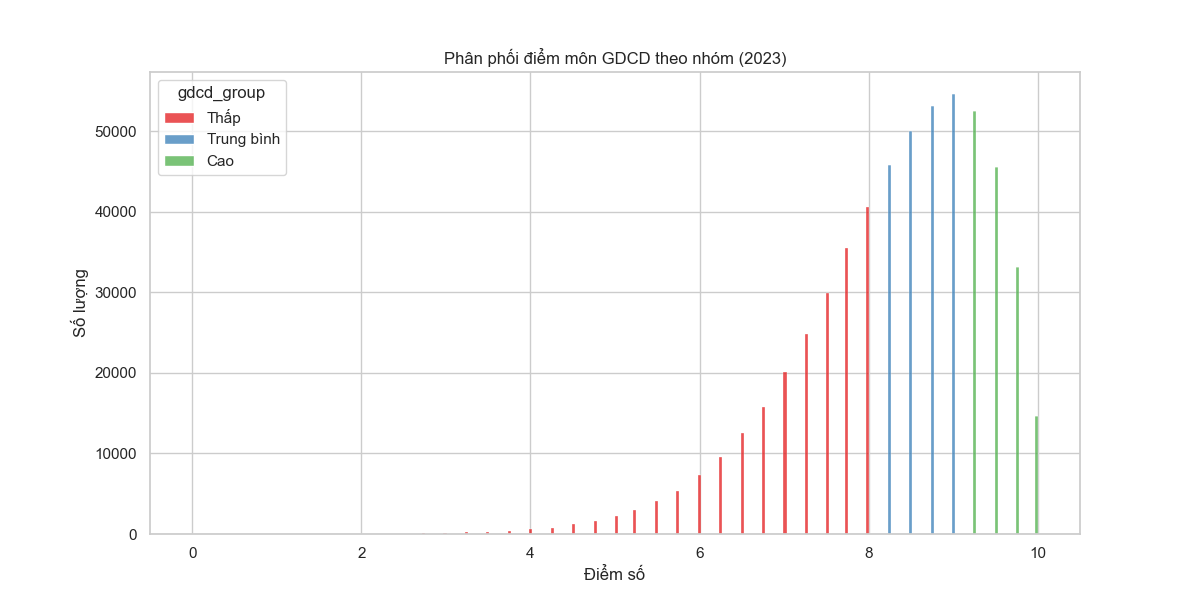 Phân phối điểm môn GDCD theo nhóm (2023)
gdcd_group
Thấp
Trung bình
Cao
Số lượng
50000
40000
30000
20000
10000
0
0 2 4 6 8 10
Điểm số